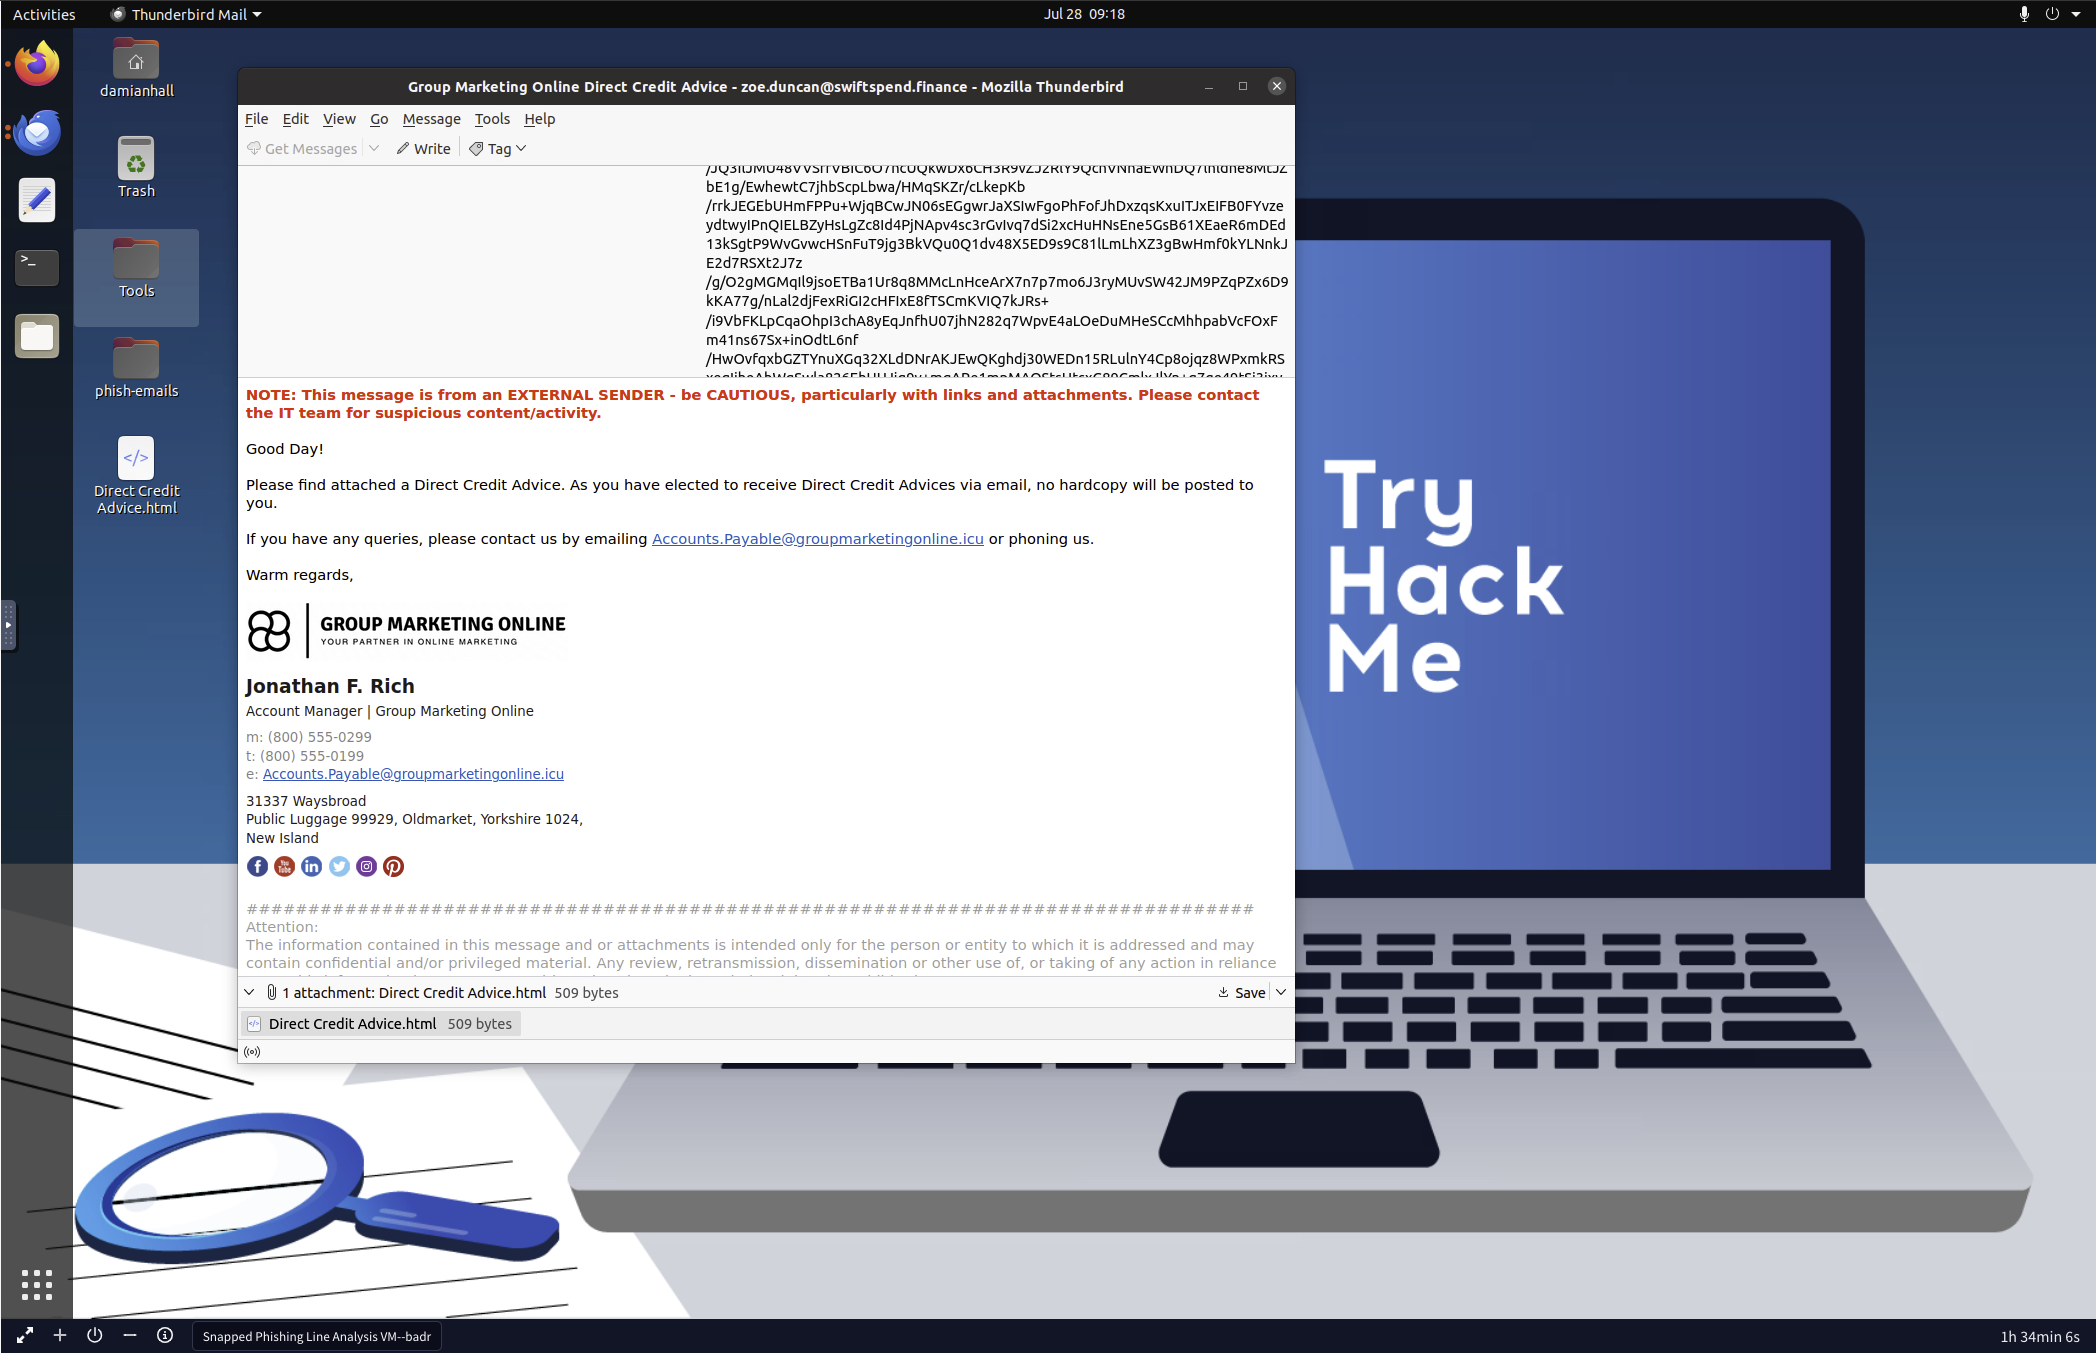 Activities
Thunderbird Mail
Jul 28 09:18
damianhall
Trash
Tools
phish-emails
Direct Credit
Advice.html
Group Marketing Online Direct Credit Advice - zoe.duncan@swiftspend.finance - Mozilla Thunderbird
File Edit View Go Message Tools Help
Get Messages Write Tag
bE1g/EwhewtC7jhbScpLbwa/HMqSKZr/cLkepKb
/rrkJEGEbUHmFPPu+WjqBCwJN06sEGgwrJaXSIwFgoPhFofJhDxzqsKxuITJxEIFB0FYvze
ydtwyIPnQIELBZyHsLgZc8Id4PjNApv4sc3rGvIvq7dSi2xcHuHNsEne5GsB61XEaeR6mDEd
13kSgtP9WvGvwcHSnFuT9jg3BkVQu0Q1dv48X5ED9s9C81lLmLhXZ3gBwHmf0kYLNnkJ
E2d7RSXt2J7z
/g/O2gMGMqIl9jsoETBa1Ur8q8MMcLnHceArX7n7p7mo6J3ryMUvSW42JM9PZqPZx6D9
kKA77g/nLal2djFexRiGI2cHFIxE8fTSCmKVIQ7kJRs+
/i9VbFKLpCqaOhpI3chA8yEqJnfhU07jhN282q7WpvE4aLOeDuMHeSCcMhhpabVcFOxF
m41ns67Sx+inOdtL6nf
/HwOvfqxbGZTYnuXGq32XLdDNrAKJEwQKghdj30WEDn15RLulnY4Cp8ojqz8WPxmkRS
NOTE: This message is from an EXTERNAL SENDER - be CAUTIOUS, particularly with links and attachments. Please contact
the IT team for suspicious content/activity.
Good Day!
Please find attached a Direct Credit Advice. As you have elected to receive Direct Credit Advices via email, no hardcopy will be posted to
you.
If you have any queries, please contact us by emailing Accounts.Payable@groupmarketingonline.icu or phoning us.
Warm regards,
GROUP MARKETING ONLINE
YOUR PARTNER IN ONLINE MARKETING
Jonathan F. Rich
Account Manager | Group Marketing Online
m: (800) 555-0299
t: (800) 555-0199
e: Accounts.Payable@groupmarketingonline.icu
31337 Waysbroad
Public Luggage 99929, Oldmarket, Yorkshire 1024,
New Island
##################################################################################
Attention:
The information contained in this message and or attachments is intended only for the person or entity to which it is addressed and may
contain confidential and/or privileged material. Any review, retransmission, dissemination or other use of, or taking of any action in reliance
1 attachment: Direct Credit Advice.html 509 bytes
Save
Direct Credit Advice.html 509 bytes
Try
Hack
Me
Snapped Phishing Line Analysis VM--badr
1h 34min 6s